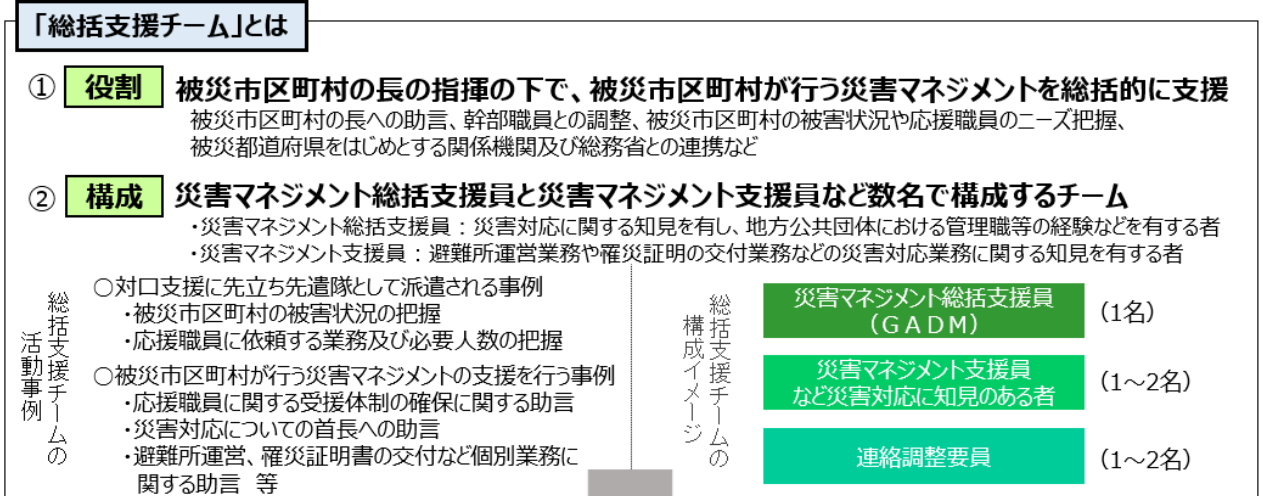 「総括支援チーム」とは
① 役割 被災市区町村の長の指揮の下で、被災市区町村が行う災害マネジメントを総括的に支援
被災市区町村の長への助言、幹部職員との調整、被災市区町村の被害状況や応援職員のニーズ把握、
被災都道府県をはじめとする関係機関及び総務省との連携など
② 構成 災害マネジメント総括支援員と災害マネジメント支援員など数名で構成するチーム
・災害マネジメント総括支援員：災害対応に関する知見を有し、地方公共団体における管理職等の経験などを有する者
・災害マネジメント支援員：避難所運営業務や罹災証明の交付業務などの災害対応業務に関する知見を有する者
総括支援チームの
活動事例
○対口支援に先立ち先遣隊として派遣される事例
・被災市区町村の被害状況の把握
・応援職員に依頼する業務及び必要人数の把握
○被災市区町村が行う災害マネジメントの支援を行う事例
・応援職員に関する受援体制の確保に関する助言
・災害対応についての首長への助言
・避難所運営、罹災証明書の交付など個別業務に
関する助言 等
総括支援チームの
構成イメージ
災害マネジメント総括支援員
（ＧＡＤＭ）
（1名）
災害マネジメント支援員
など災害対応に知見のある者
（1～2名）
連絡調整要員
（1～2名）